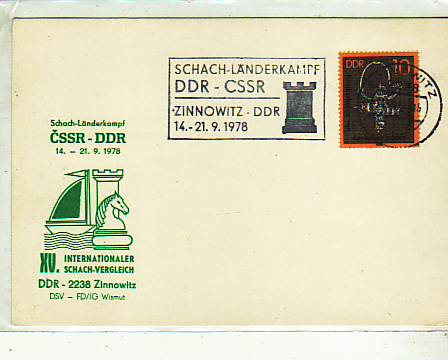 SCHACH-LÄNDERKAMPF
DDR - CSSR
ZINNOWITZ - DDR
14.-21. 9. 1978
DDR 10
Schach-Länderkampf
ČSSR - DDR
14. – 21. 9. 1978
XV. INTERNATIONALER
SCHACH-VERGLEICH
DDR - 2238 Zinnowitz
DSV – FD/IG Wismut